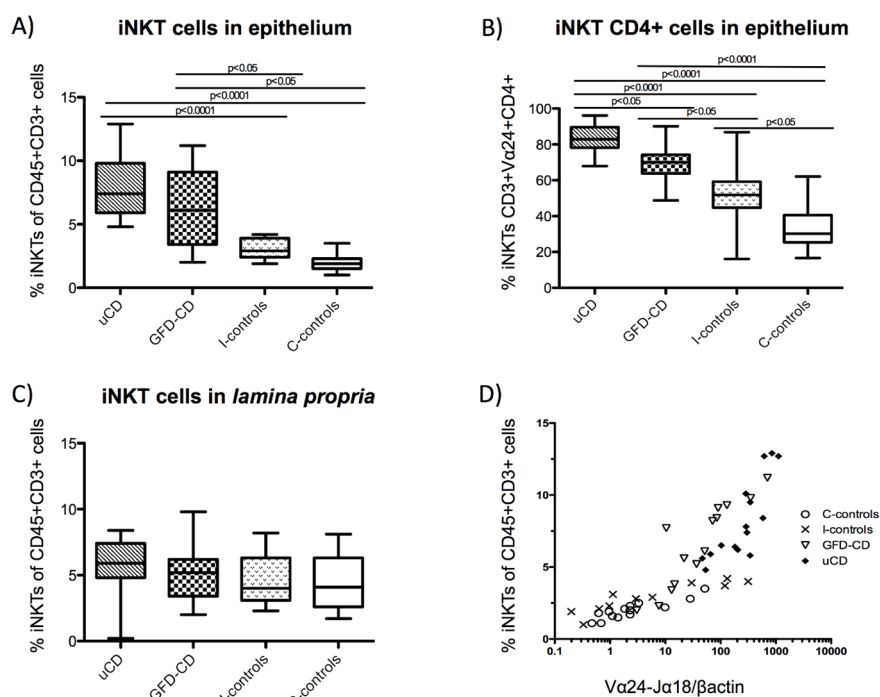 A) iNKT cells in epithelium
% iNKTs of CD45+CD3+ cells
p<0.05
p<0.05
p<0.0001
p<0.0001
15
10
5
0
uCD
GFD-CD
I-controls
C-controls
B) iNKT CD4+ cells in epithelium
% iNKTs CD3+Vα24+CD4+
p<0.0001
p<0.0001
p<0.0001
p<0.05
p<0.05
p<0.05
100
80
60
40
20
0
uCD
GFD-CD
I-controls
C-controls
C) iNKT cells in lamina propria
% iNKTs of CD45+CD3+ cells
15
10
5
0
uCD
GFD-CD
D)
% iNKTs of CD45+CD3+ cells
15
10
5
0
0.1
1
10
100
1000
10000
Vα24-Jα18/βactin
C-controls
I-controls
GFD-CD
uCD